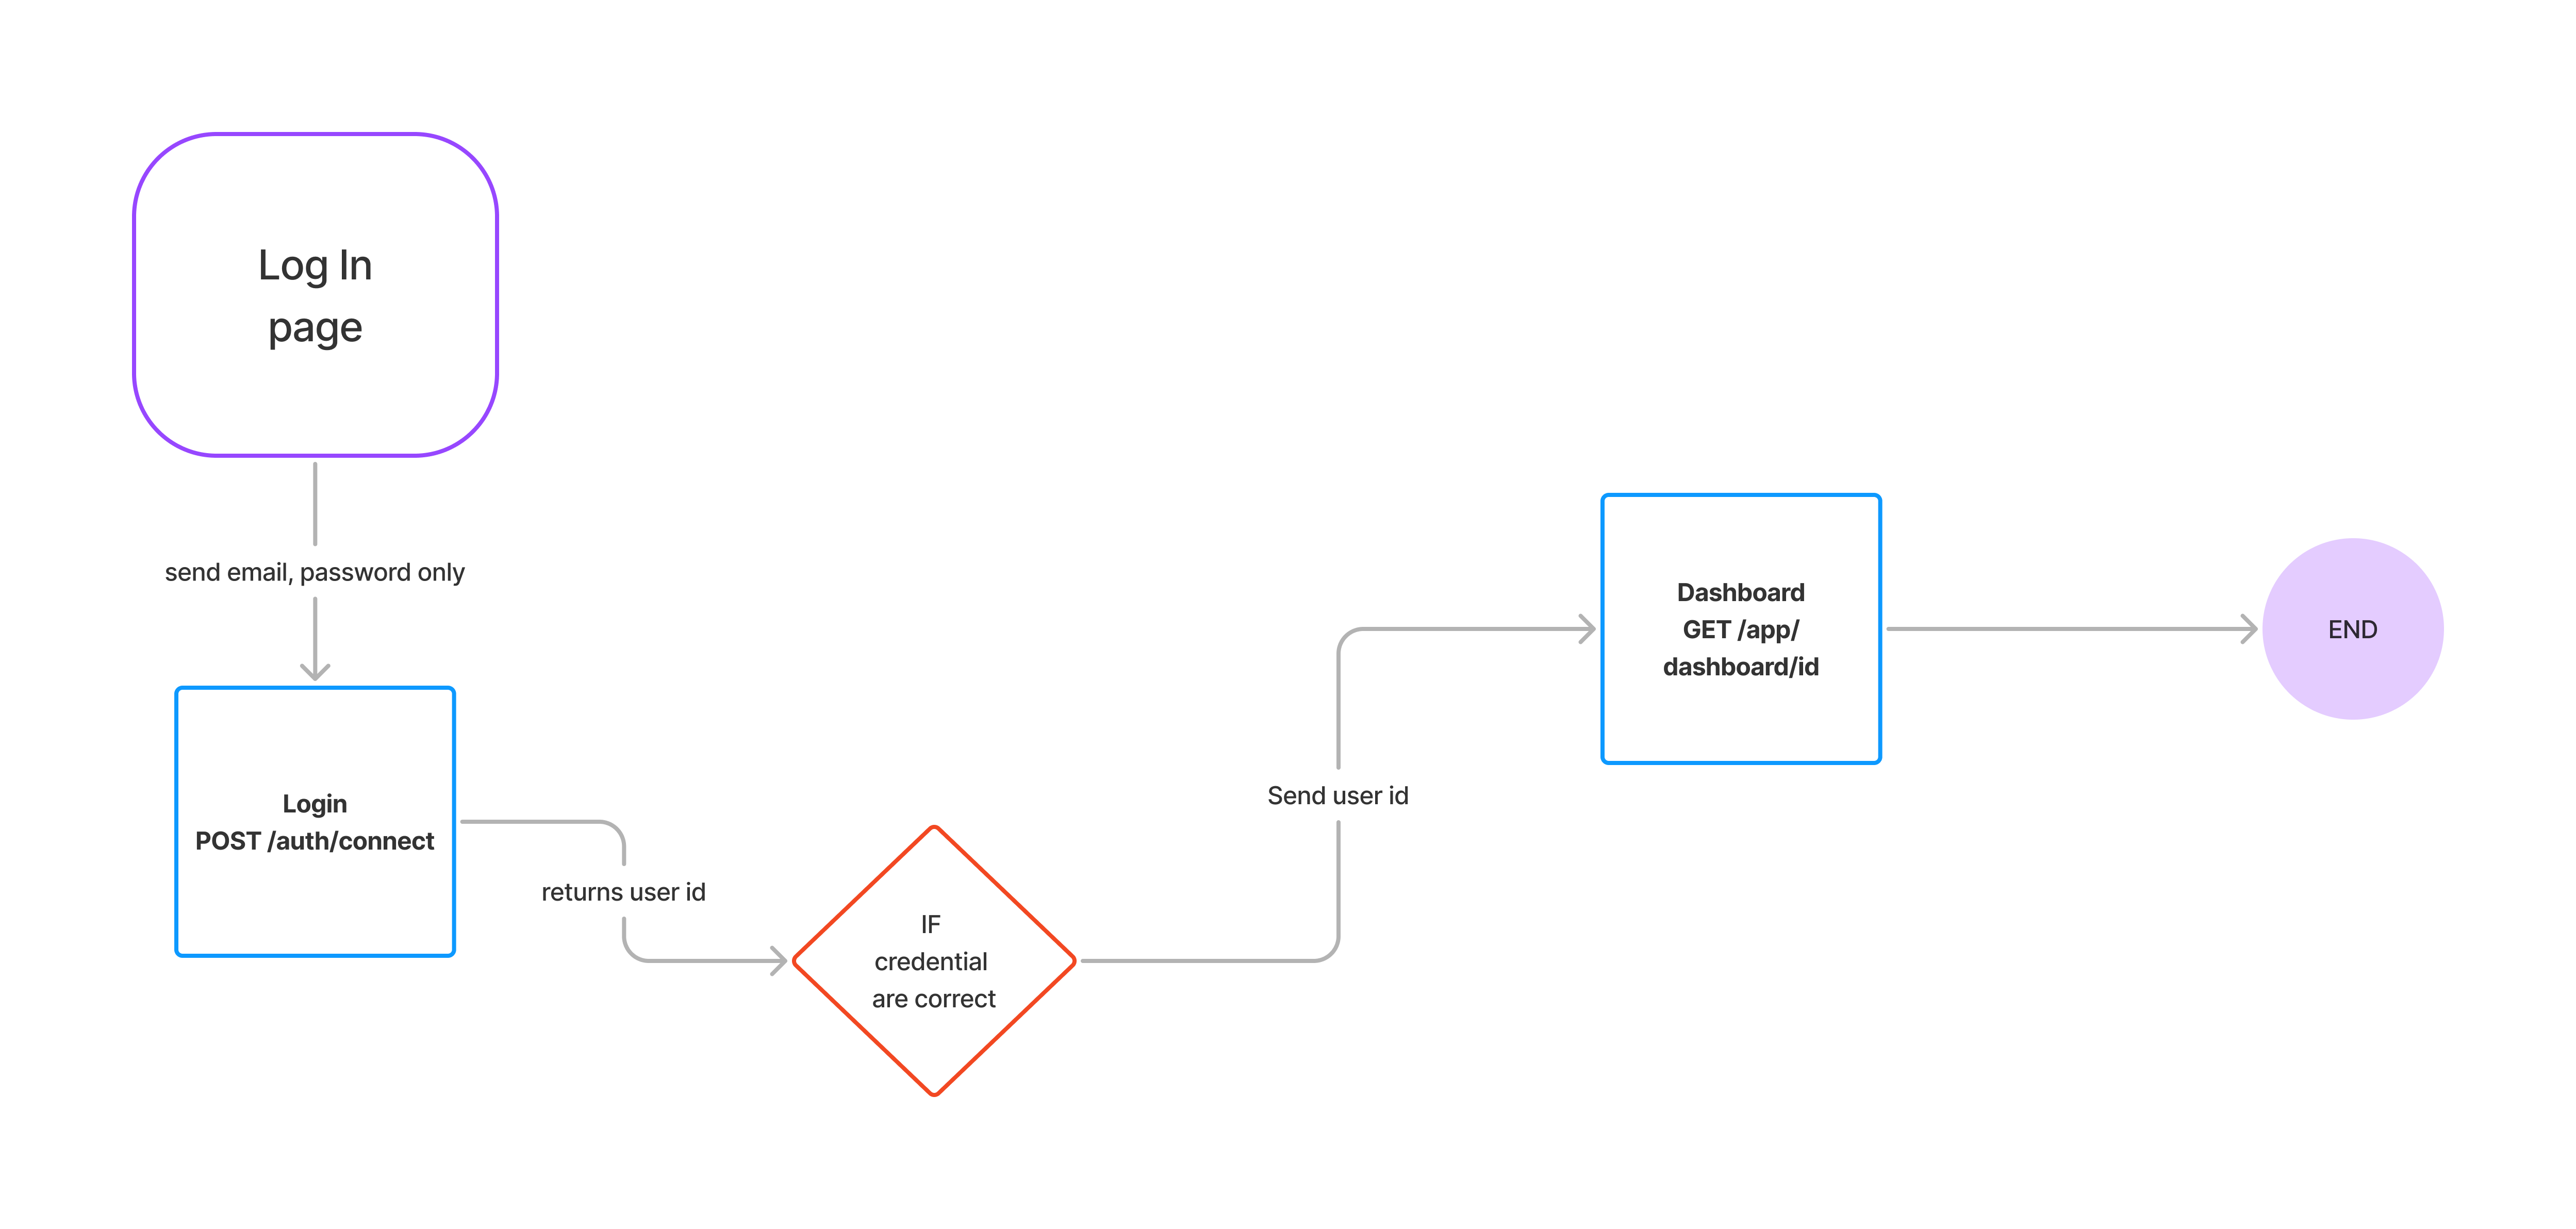 Log In
page
send email, password only
Login
POST /auth/connect
returns user id
IF
credential
are correct
Send user id
Dashboard
GET /app/
dashboard/id
END